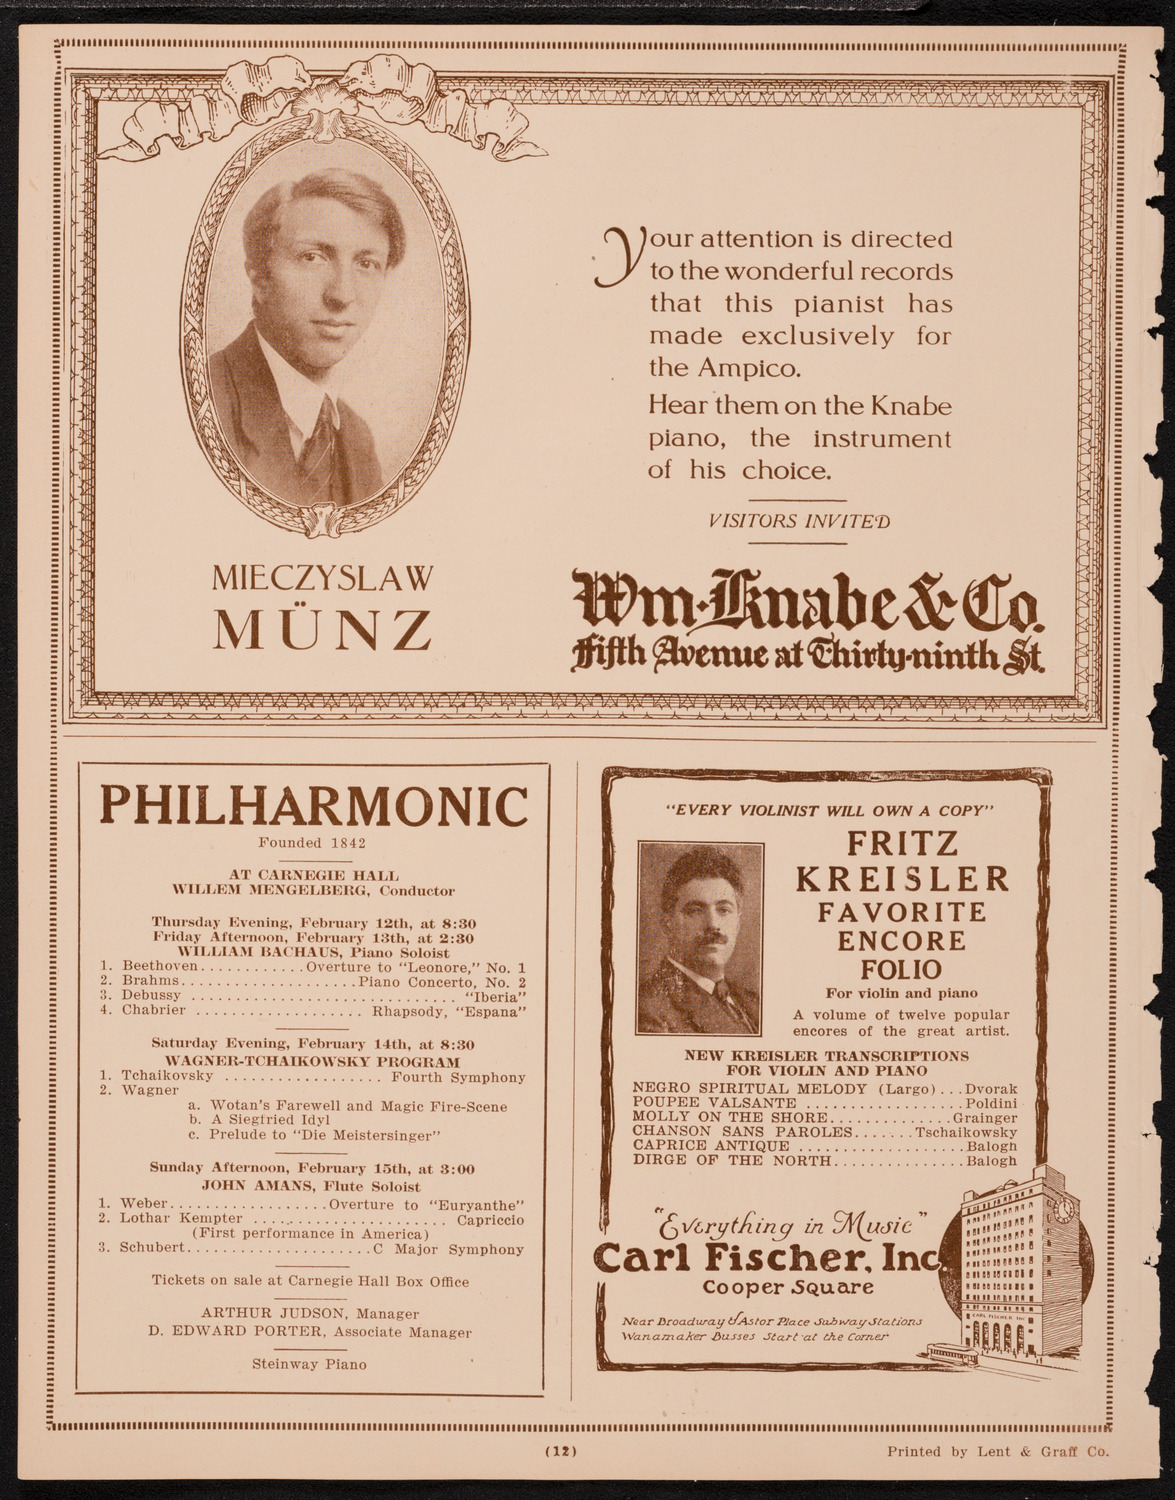 Your attention is directed
to the wonderful records
that this pianist has
made exclusively for
the Ampico.
Hear them on the Knabe
piano, the instrument
of his choice.
VISITORS INVITED
MIECZYSLAW
MÜNZ
Wm. Knabe & Co.
Fifth Avenue at Thirty-ninth St.
PHILHARMONIC
Founded 1842
AT CARNEGIE HALL
WILLEM MENGELBERG, Conductor
Thursday Evening, February 12th, at 8:30
Friday Afternoon, February 13th, at 2:30
WILLIAM BACHAUS, Piano Soloist
1. Beethoven............Overture to "Leonore," No. 1
2. Brahms....................Piano Concerto, No. 2
3. Debussy .............................. "Iberia"
4. Chabrier ................... Rhapsody, "Espana"
Saturday Evening, February 14th, at 8:30
WAGNER-TCHAIKOWSKY PROGRAM
1. Tchaikovsky .................. Fourth Symphony
2. Wagner
a. Wotan's Farewell and Magic Fire-Scene
b. A Siegfried Idyl
c. Prelude to "Die Meistersinger"
Sunday Afternoon, February 15th, at 3:00
JOHN AMANS, Flute Soloist
1. Weber..................Overture to "Euryanthe"
2. Lothar Kempter ...................... Capriccio
(First performance in America)
3. Schubert.....................C Major Symphony
Tickets on sale at Carnegie Hall Box Office
ARTHUR JUDSON, Manager
D. EDWARD PORTER, Associate Manager
Steinway Piano
"EVERY VIOLINIST WILL OWN A COPY"
FRITZ
KREISLER
FAVORITE
ENCORE
FOLIO
For violin and piano
A volume of twelve popular
encores of the great artist.
NEW KREISLER TRANSCRIPTIONS
FOR VIOLIN AND PIANO
NEGRO SPIRITUAL MELODY (Largo)...Dvorak
POUPEE VALSANTE ..................Poldini
MOLLY ON THE SHORE..............Grainger
CHANSON SANS PAROLES.......Tschaikowsky
CAPRICE ANTIQUE ...................Balogh
DIRGE OF THE NORTH................Balogh
"Everything in Music"
Carl Fischer, Inc.
Cooper Square
Near Broadway & Astor Place Subway Stations
Wanamaker Busses Start at the Corner
CARL FISCHER INC
(12)
Printed by Lent & Graff Co.